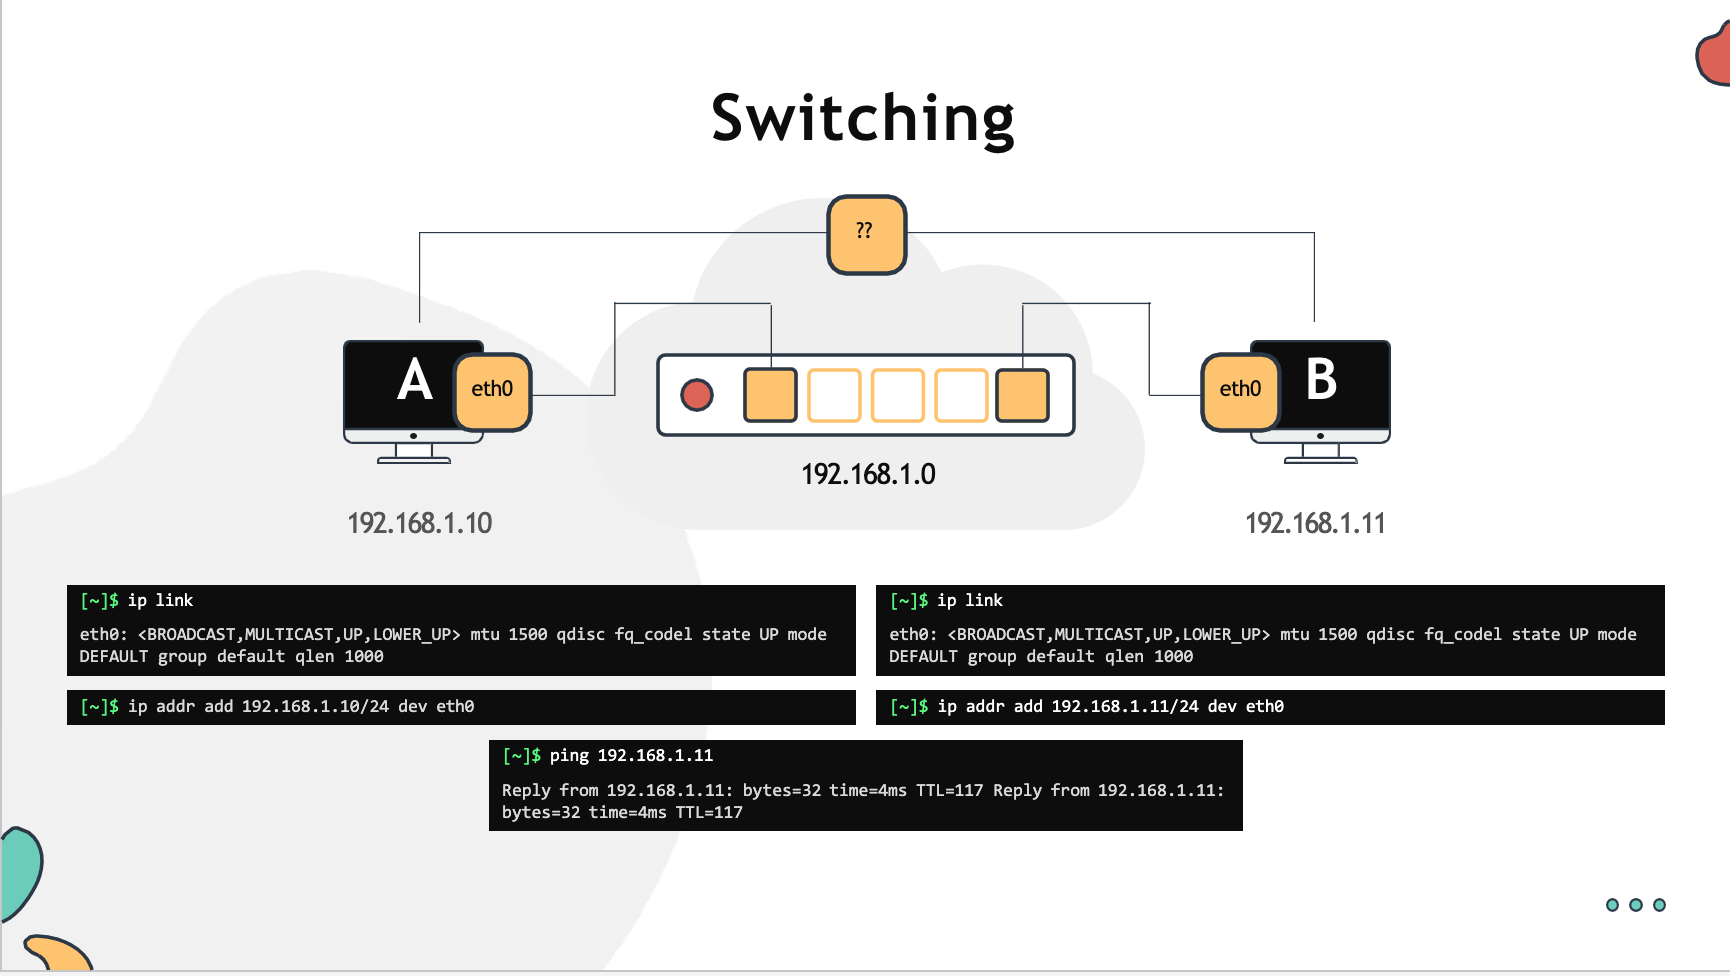 Switching
??
A
eth0
eth0
B
192.168.1.0
192.168.1.10
192.168.1.11
[~]$ ip link
eth0: <BROADCAST,MULTICAST,UP,LOWER_UP> mtu 1500 qdisc fq_codel state UP mode
DEFAULT group default qlen 1000
[~]$ ip addr add 192.168.1.10/24 dev eth0
[~]$ ip link
eth0: <BROADCAST,MULTICAST,UP,LOWER_UP> mtu 1500 qdisc fq_codel state UP mode
DEFAULT group default qlen 1000
[~]$ ip addr add 192.168.1.11/24 dev eth0
[~]$ ping 192.168.1.11
Reply from 192.168.1.11: bytes=32 time=4ms TTL=117 Reply from 192.168.1.11:
bytes=32 time=4ms TTL=117